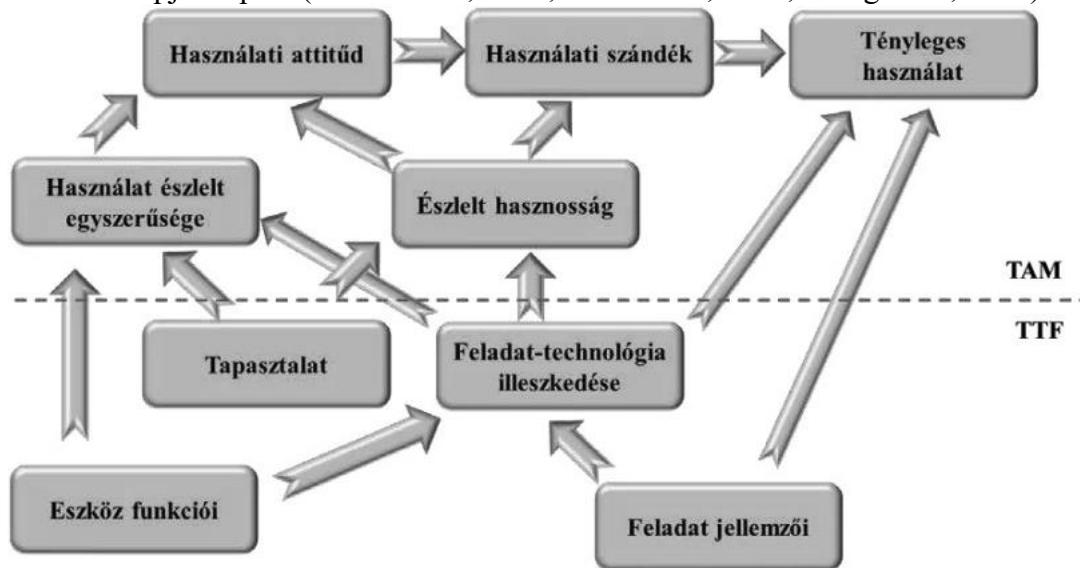 Használati attitűd
Használati szándék
Tényleges
használat
Használat észlelt
egyszerűsége
Észlelt hasznosság
TAM
TTF
Tapasztalat
Feladat-technológia
illeszkedése
Eszköz funkciói
Feladat jellemzői